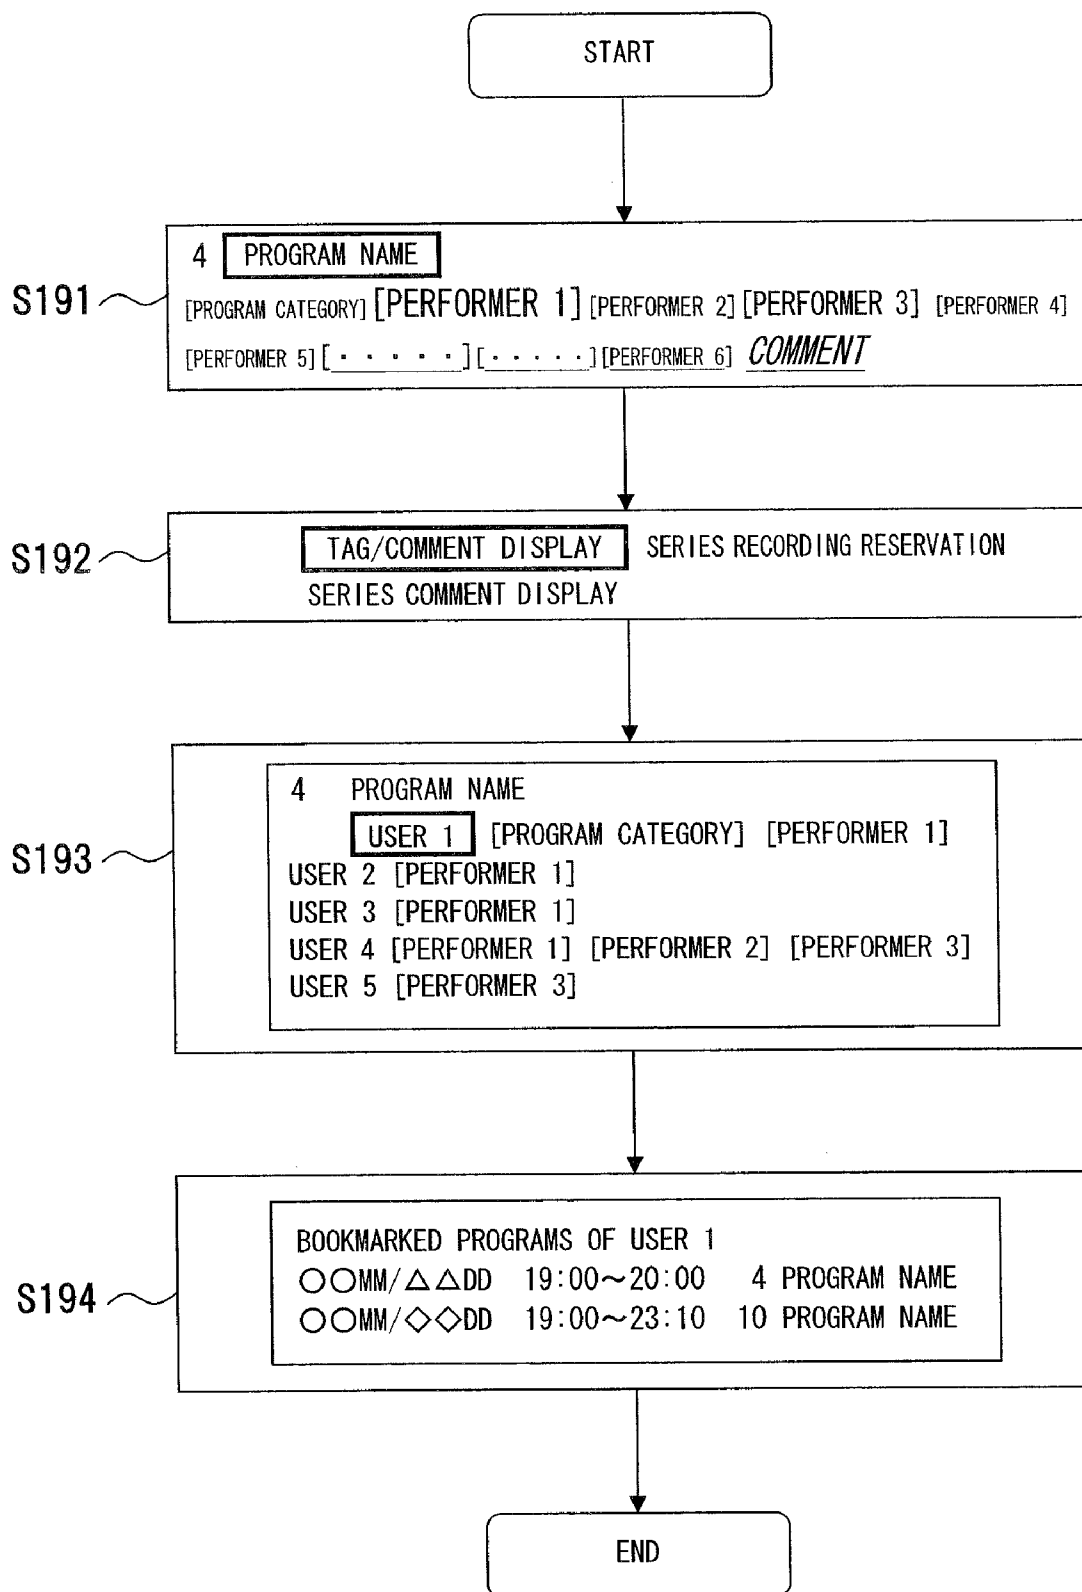 START
S191
4 PROGRAM NAME
[PROGRAM CATEGORY] [PERFORMER 1] [PERFORMER 2] [PERFORMER 3] [PERFORMER 4]
[PERFORMER 5] [・・・・・] [・・・・・] [PERFORMER 6] COMMENT
S192
TAG/COMMENT DISPLAY SERIES RECORDING RESERVATION
SERIES COMMENT DISPLAY
S193
4 PROGRAM NAME
USER 1 [PROGRAM CATEGORY] [PERFORMER 1]
USER 2 [PERFORMER 1]
USER 3 [PERFORMER 1]
USER 4 [PERFORMER 1] [PERFORMER 2] [PERFORMER 3]
USER 5 [PERFORMER 3]
S194
BOOKMARKED PROGRAMS OF USER 1
○○MM/△△DD 19:00~20:00 4 PROGRAM NAME
○○MM/◇◇DD 19:00~23:10 10 PROGRAM NAME
END